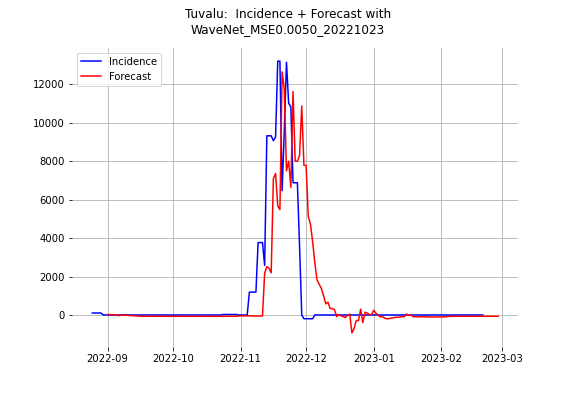 Tuvalu:  Incidence + Forecast with
WaveNet_MSE0.0050_20221023
Incidence
Forecast
12000
10000
8000
6000
4000
2000
0
2022-09 2022-10 2022-11 2022-12 2023-01 2023-02 2023-03